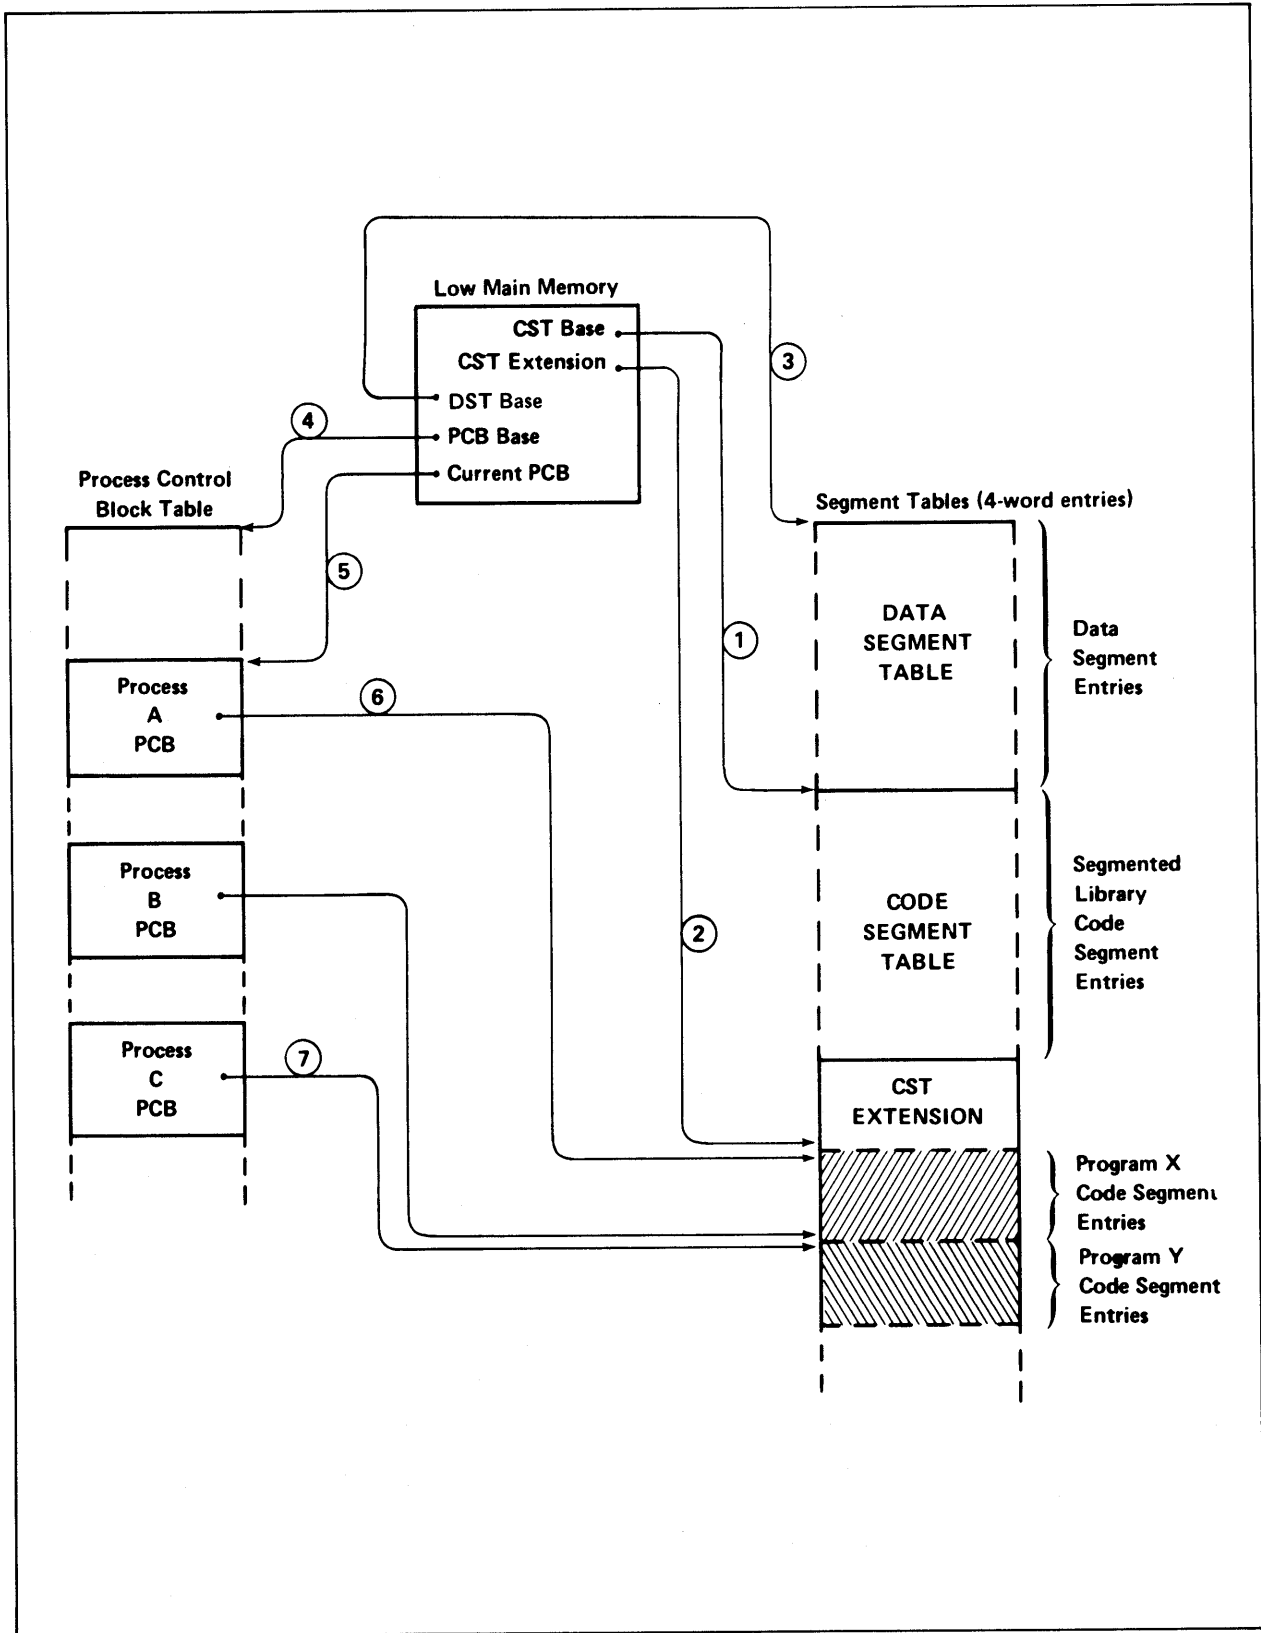 Low Main Memory
CST Base
CST Extension
DST Base
PCB Base
Current PCB
3
4
5
Process Control
Block Table
Segment Tables (4-word entries)
DATA
SEGMENT
TABLE
Data
Segment
Entries
1
Process
A
PCB
6
Process
B
PCB
2
CODE
SEGMENT
TABLE
Segmented
Library
Code
Segment
Entries
Process
C
PCB
7
CST
EXTENSION
Program X
Code Segment
Entries
Program Y
Code Segment
Entries